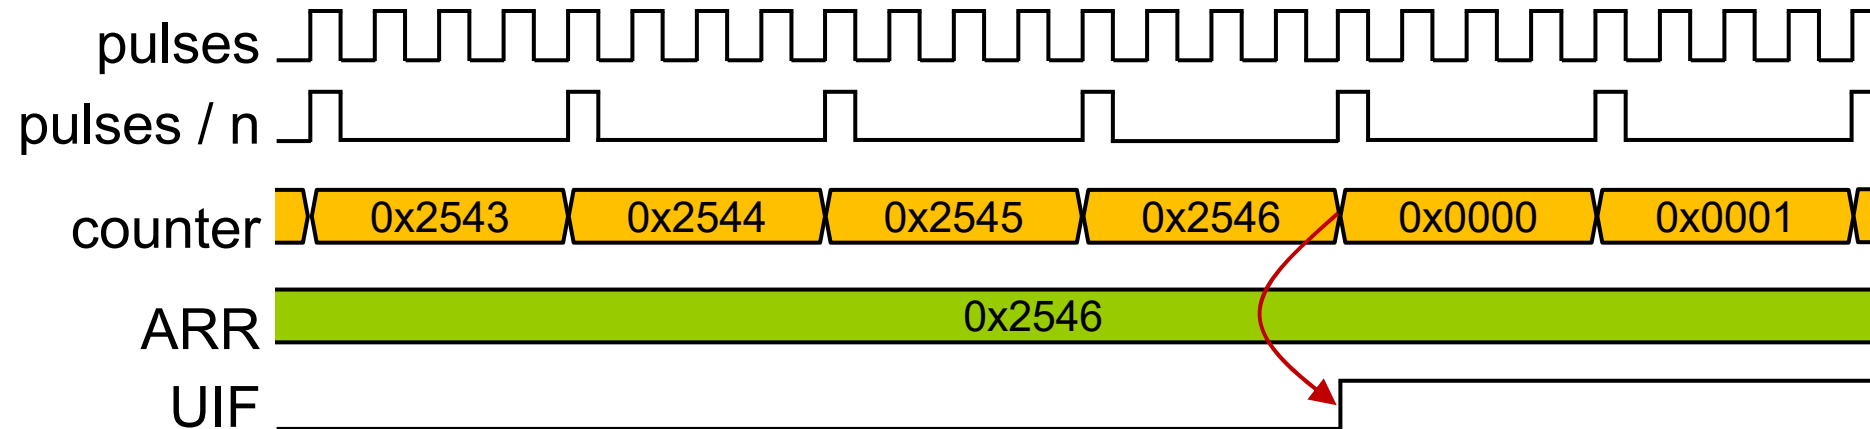 pulses
pulses / n
counter 0x2543 0x2544 0x2545 0x2546 0x0000 0x0001
ARR 0x2546
UIF